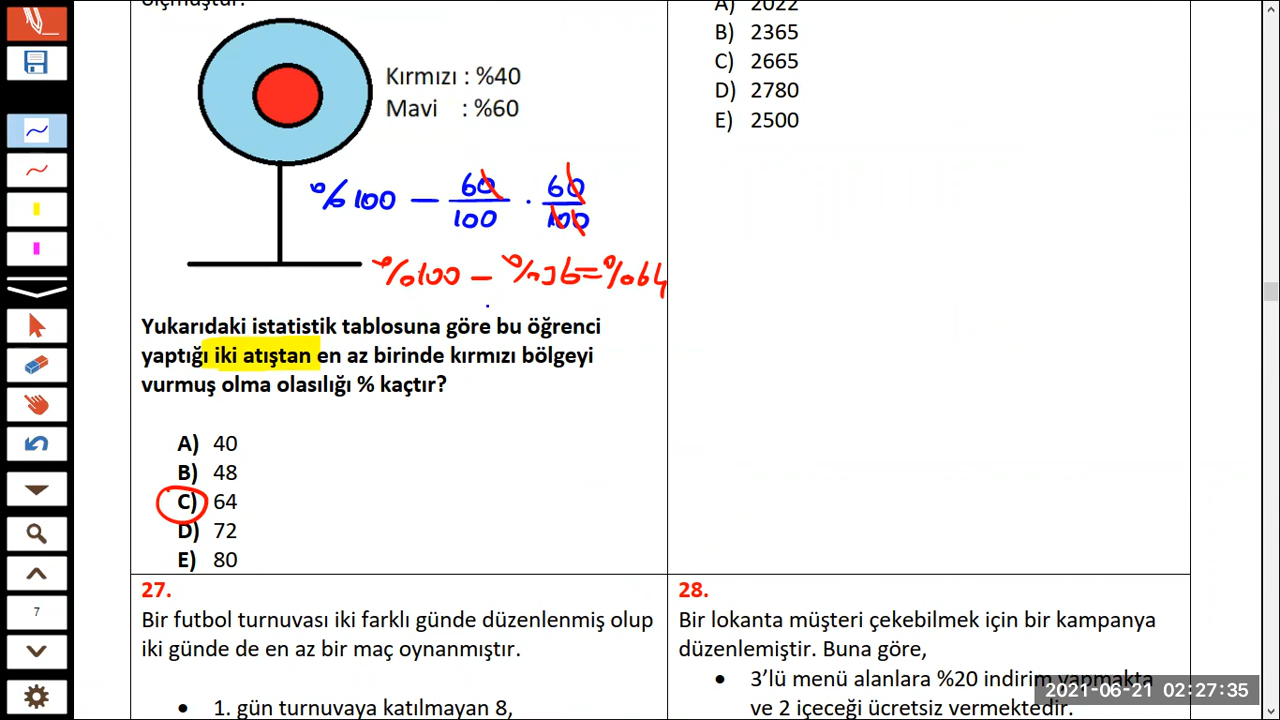 ölçmüştür.
Kırmızı : %40
Mavi : %60
%100 − 60/100 · 60/100
%100 − %36 = %64
Yukarıdaki istatistik tablosuna göre bu öğrenci
yaptığı iki atıştan en az birinde kırmızı bölgeyi
vurmuş olma olasılığı % kaçtır?
A) 40
B) 48
C) 64
D) 72
E) 80
A) 2022
B) 2365
C) 2665
D) 2780
E) 2500
27.
Bir futbol turnuvası iki farklı günde düzenlenmiş olup
iki günde de en az bir maç oynanmıştır.
• 1. gün turnuvaya katılmayan 8,
28.
Bir lokanta müşteri çekebilmek için bir kampanya
düzenlemiştir. Buna göre,
• 3’lü menü alanlara %20 indirim yapmakta
ve 2 içeceği ücretsiz vermektedir.
7
2021-06-21 02:27:35